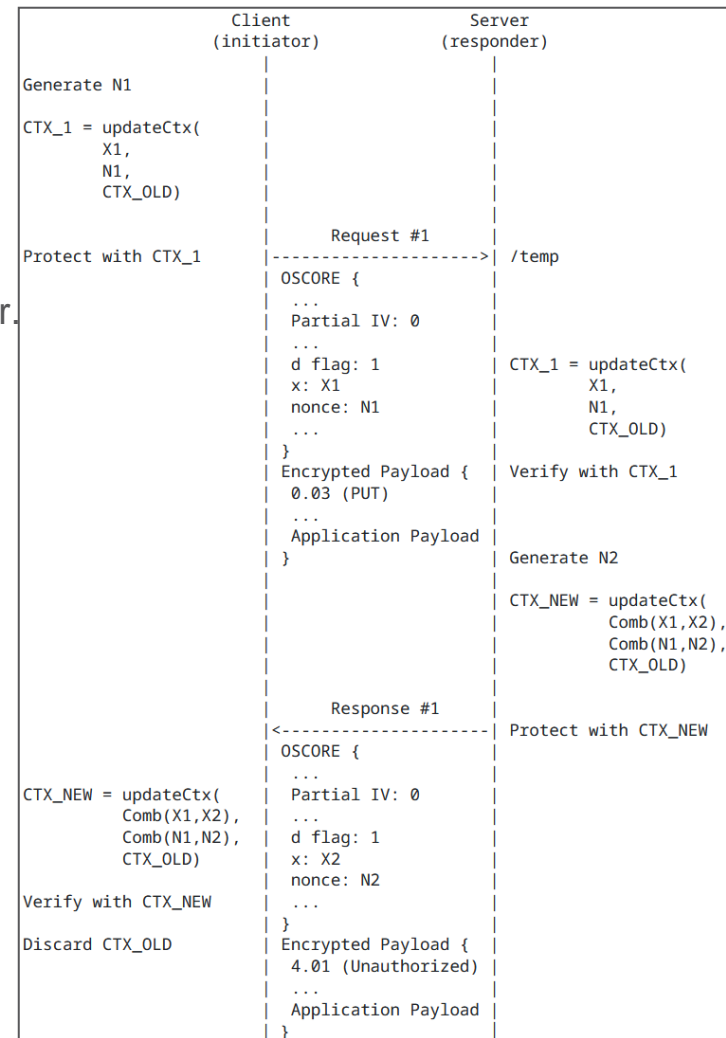 Client                 Server
           (initiator)            (responder)
                |                      |
Generate N1     |                      |
                |                      |
CTX_1 = updateCtx(  |                      |
        X1,     |                      |
        N1,     |                      |
        CTX_OLD)    |                      |
                |                      |
                |      Request #1      |
Protect with CTX_1  |--------------------->| /temp
                | OSCORE {             |
r.
                |  ...                 |
                |  Partial IV: 0       |
                |  ...                 |
                |  d flag: 1           | CTX_1 = updateCtx(
                |  x: X1               |         X1,
                |  nonce: N1           |         N1,
                |  ...                 |         CTX_OLD)
                | }                    |
                | Encrypted Payload {  | Verify with CTX_1
                |  0.03 (PUT)          |
                |  ...                 |
                |  Application Payload |
                | }                    | Generate N2
                |                      |
                |                      | CTX_NEW = updateCtx(
                |                      |           Comb(X1,X2),
                |                      |           Comb(N1,N2),
                |                      |           CTX_OLD)
                |                      |
                |      Response #1     |
                |<---------------------| Protect with CTX_NEW
                | OSCORE {             |
                |  ...                 |
CTX_NEW = updateCtx(    |  Partial IV: 0       |
          Comb(X1,X2),  |  ...                 |
          Comb(N1,N2),  |  d flag: 1           |
          CTX_OLD)      |  x: X2               |
                |  nonce: N2           |
Verify with CTX_NEW     |  ...                 |
                | }                    |
Discard CTX_OLD | Encrypted Payload {  |
                |  4.01 (Unauthorized) |
                |  ...                 |
                |  Application Payload |
                | }                    |